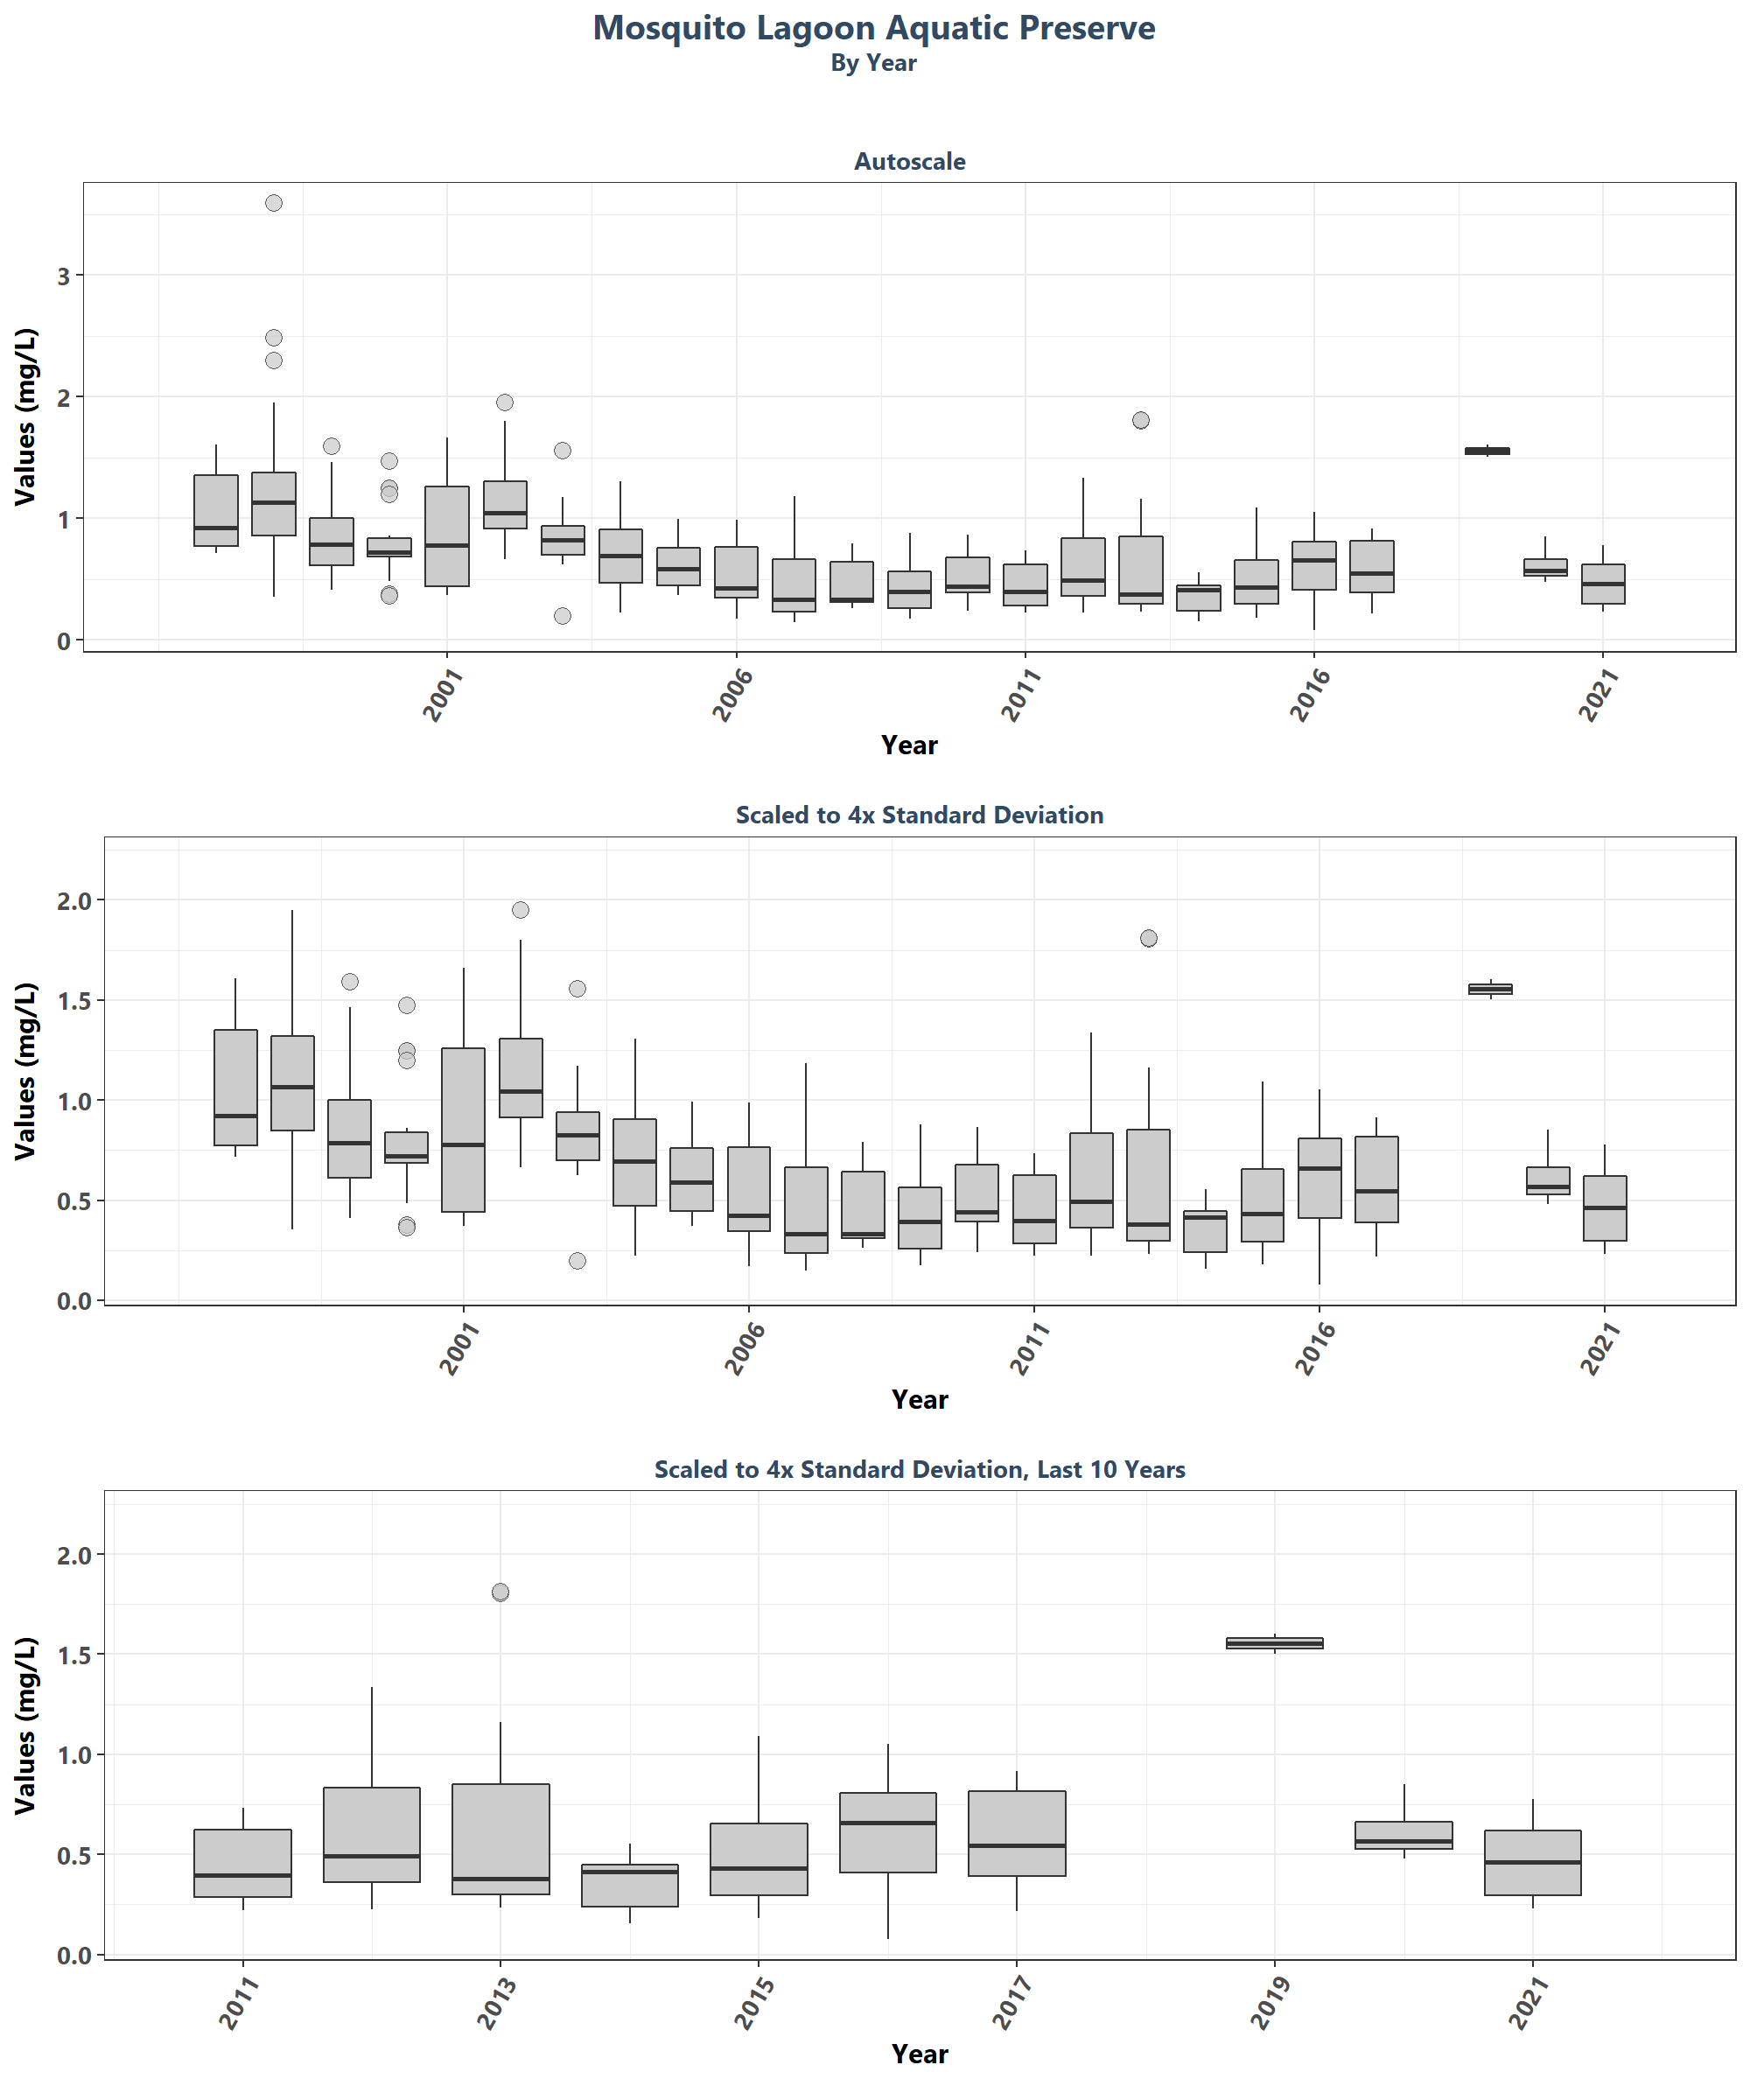 Mosquito Lagoon Aquatic Preserve
By Year
Autoscale
Values (mg/L)
3
2
1
0
2001 2006 2011 2016 2021
Year
Scaled to 4x Standard Deviation
Values (mg/L)
2.0
1.5
1.0
0.5
0.0
2001 2006 2011 2016 2021
Year
Scaled to 4x Standard Deviation, Last 10 Years
Values (mg/L)
2.0
1.5
1.0
0.5
0.0
2011 2013 2015 2017 2019 2021
Year